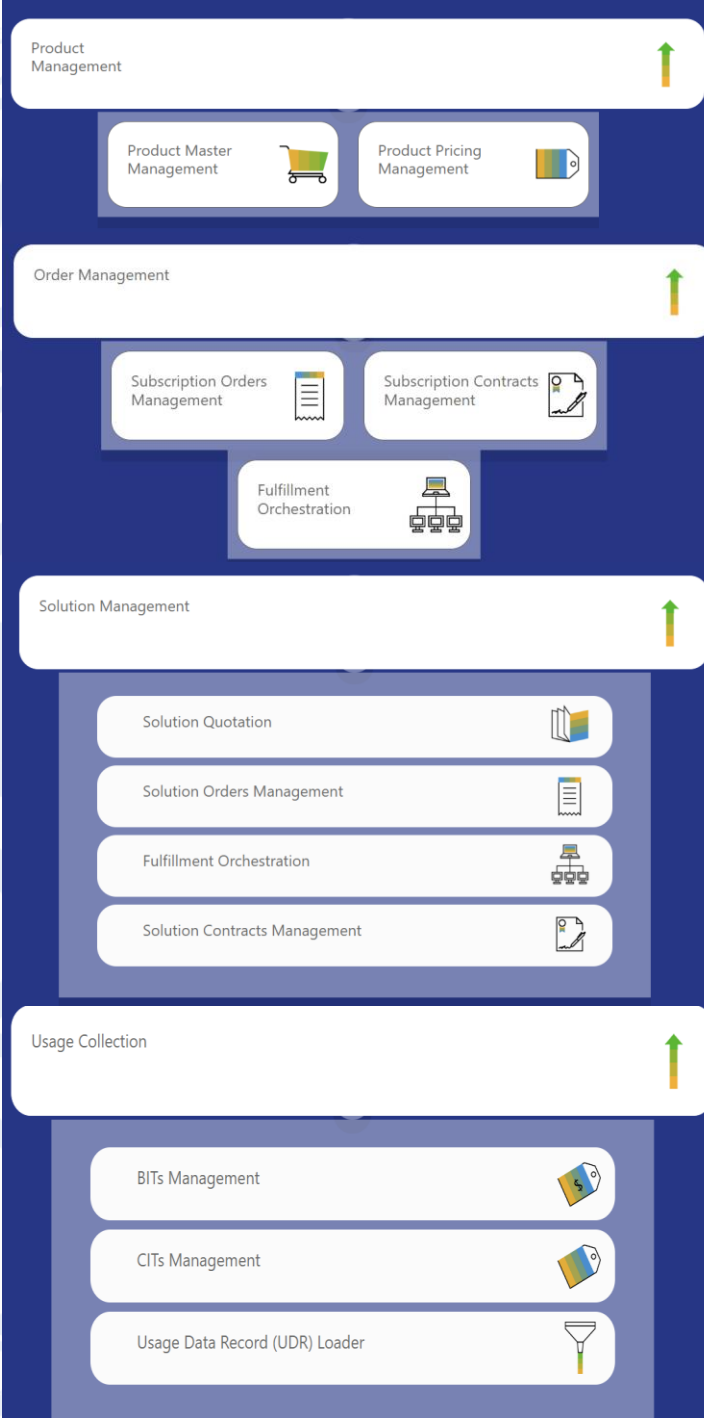 Product
Management
Product Master
Management
Product Pricing
Management
Order Management
Subscription Orders
Management
Subscription Contracts
Management
Fulfillment
Orchestration
Solution Management
Solution Quotation
Solution Orders Management
Fulfillment Orchestration
Solution Contracts Management
Usage Collection
BITs Management
$
CITs Management
Usage Data Record (UDR) Loader